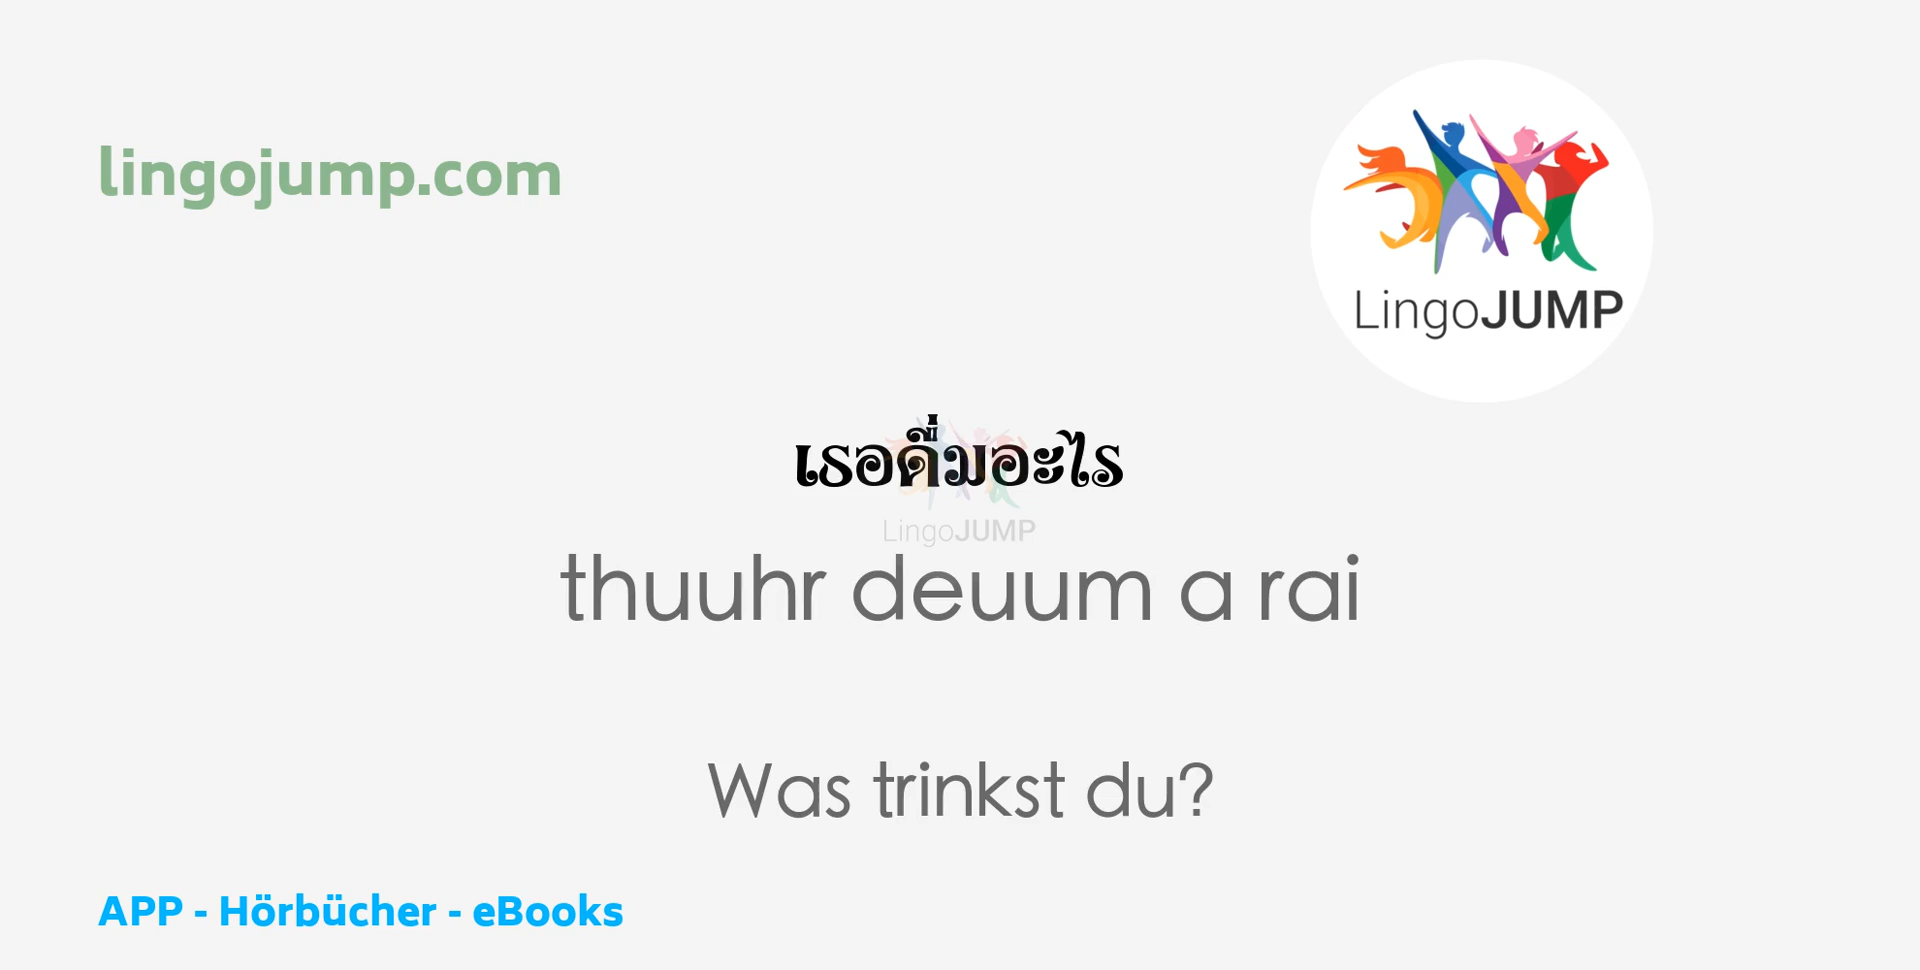 lingojump.com
LingoJUMP
เธอดื่มอะไร
LingoJUMP
thuuhr deuum a rai
Was trinkst du?
APP - Hörbücher - eBooks